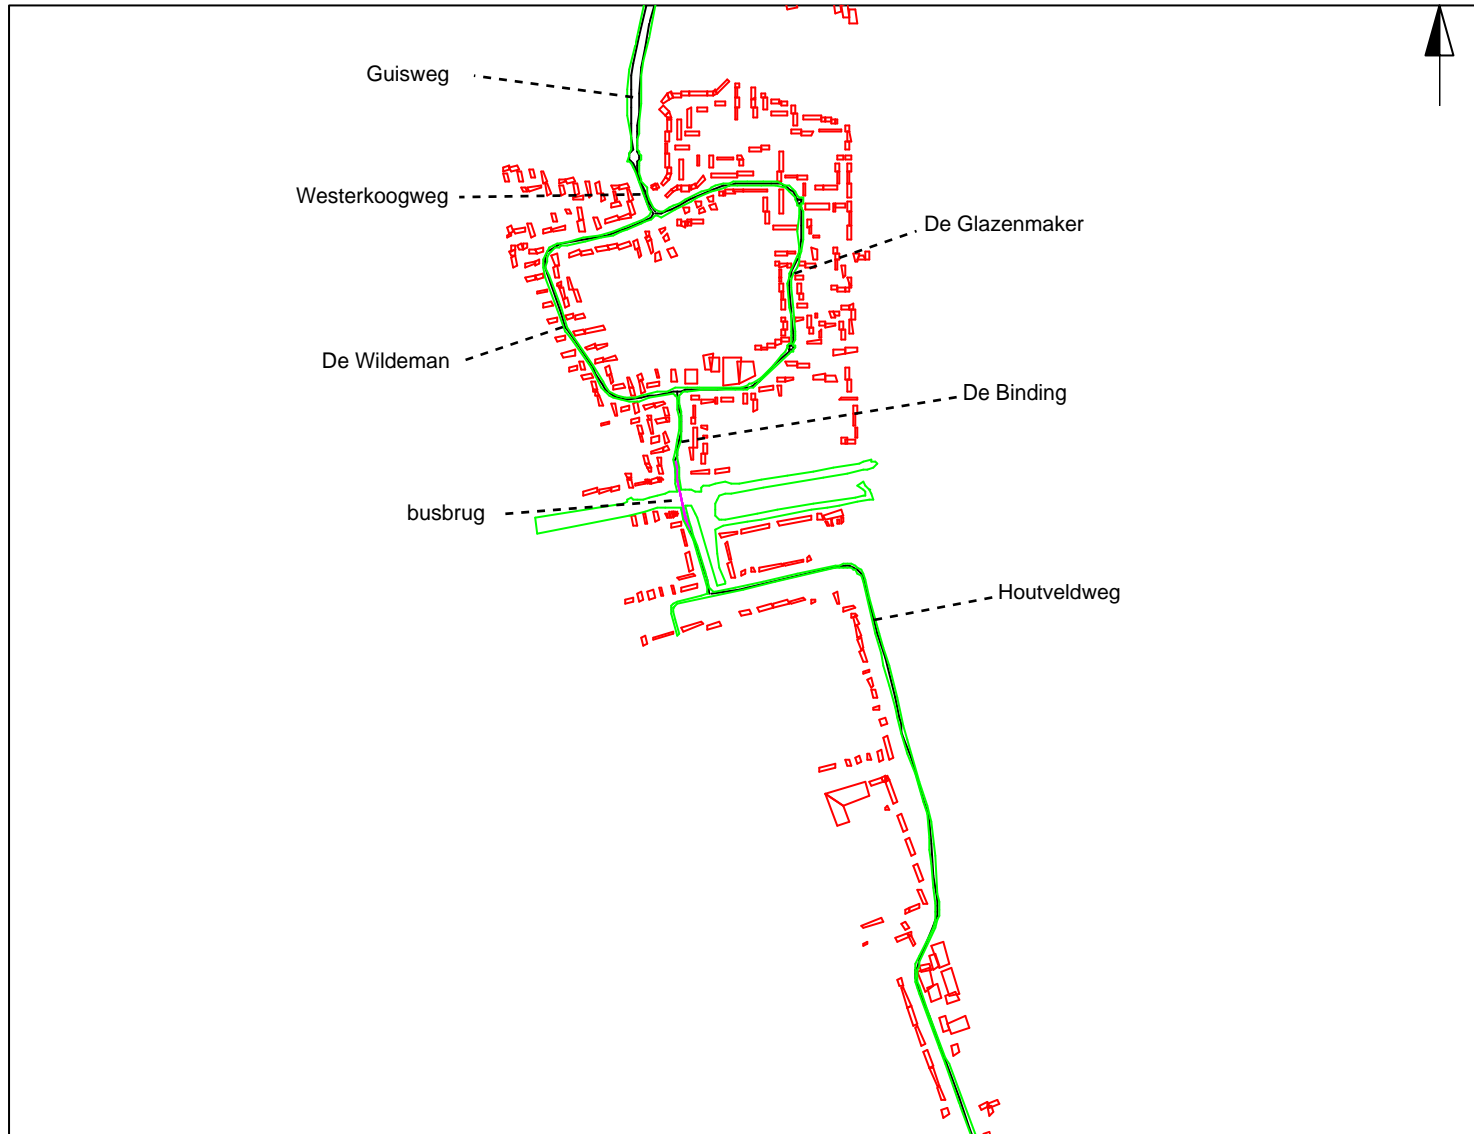 Guisweg
Westerkoogweg
De Glazenmaker
De Wildeman
De Binding
busbrug
Houtveldweg